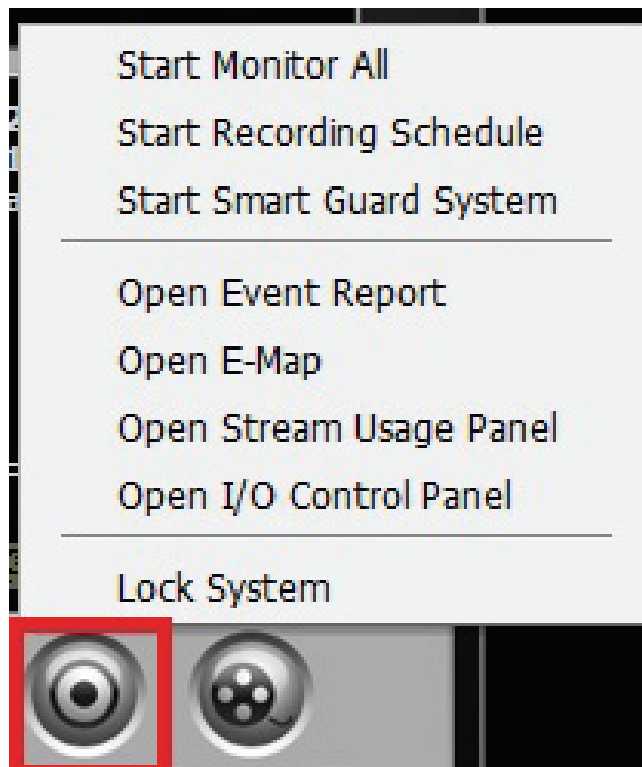 Start Monitor All
Start Recording Schedule
Start Smart Guard System
Open Event Report
Open E-Map
Open Stream Usage Panel
Open I/O Control Panel
Lock System